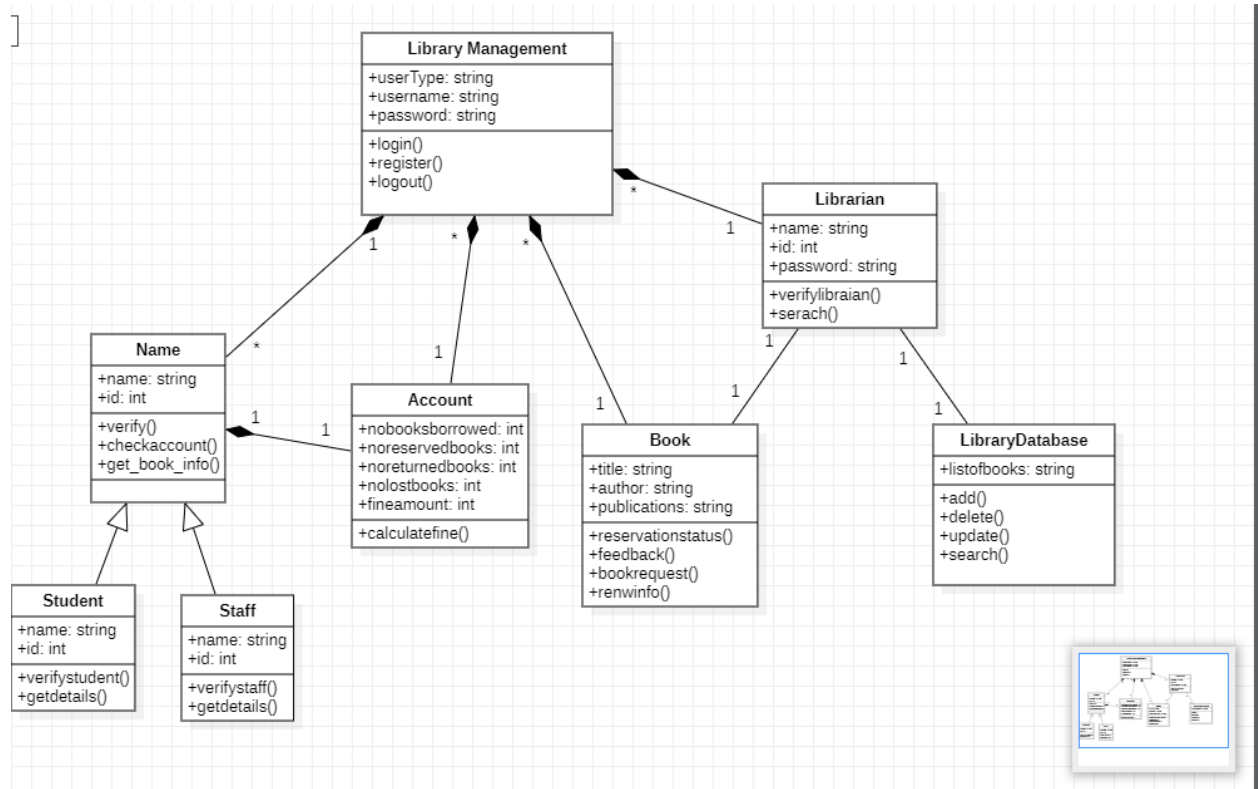 Library Management
+userType: string
+username: string
+password: string
+login()
+register()
+logout()
*
1
Librarian
+name: string
+id: int
+password: string
+verifylibraian()
+serach()
1
*
*
*
1
1
1
1
1
1
1
Name
+name: string
+id: int
+verify()
+checkaccount()
+get_book_info()
1
1
Account
+nobooksborrowed: int
+noreservedbooks: int
+noreturnedbooks: int
+nolostbooks: int
+fineamount: int
+calculatefine()
Book
+title: string
+author: string
+publications: string
+reservationstatus()
+feedback()
+bookrequest()
+renwinfo()
LibraryDatabase
+listofbooks: string
+add()
+delete()
+update()
+search()
Student
+name: string
+id: int
+verifystudent()
+getdetails()
Staff
+name: string
+id: int
+verifystaff()
+getdetails()